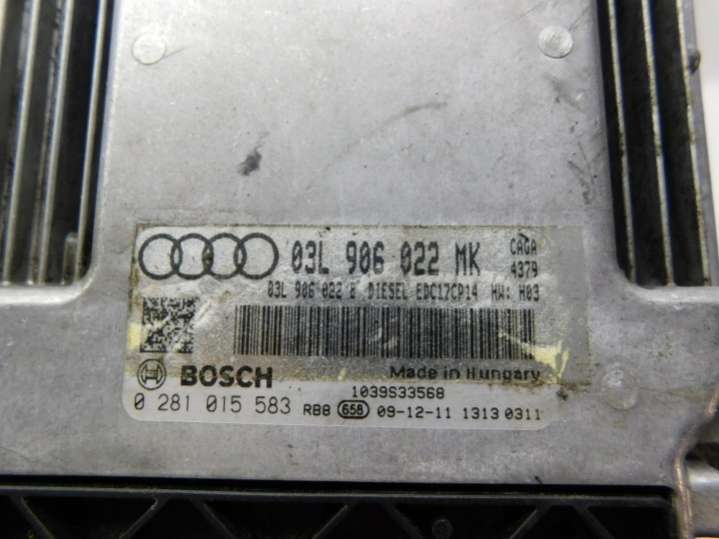 03L 906 022 MK CAGA
4379
03L 906 022 B DIESEL EDC17CP14 HW: H03
BOSCH Made in Hungary
1039S33568
0 281 015 583 RBB 658 09-12-11 1313 0311